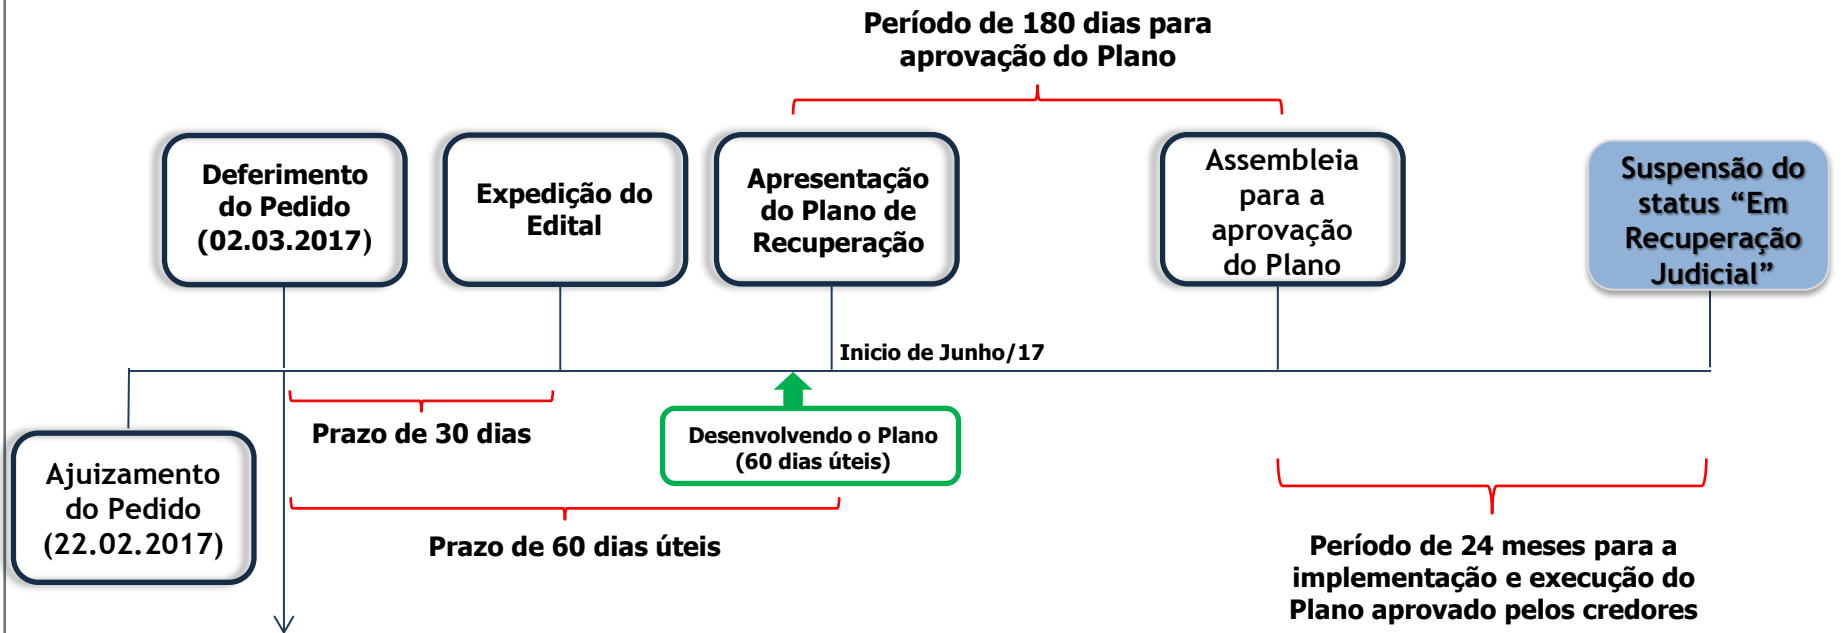 Período de 180 dias para
aprovação do Plano
Deferimento
do Pedido
(02.03.2017)
Expedição do
Edital
Apresentação
do Plano de
Recuperação
Assembleia
para a
aprovação
do Plano
Suspensão do
status “Em
Recuperação
Judicial”
Inicio de Junho/17
Prazo de 30 dias
Desenvolvendo o Plano
(60 dias úteis)
Ajuizamento
do Pedido
(22.02.2017)
Prazo de 60 dias úteis
Período de 24 meses para a
implementação e execução do
Plano aprovado pelos credores